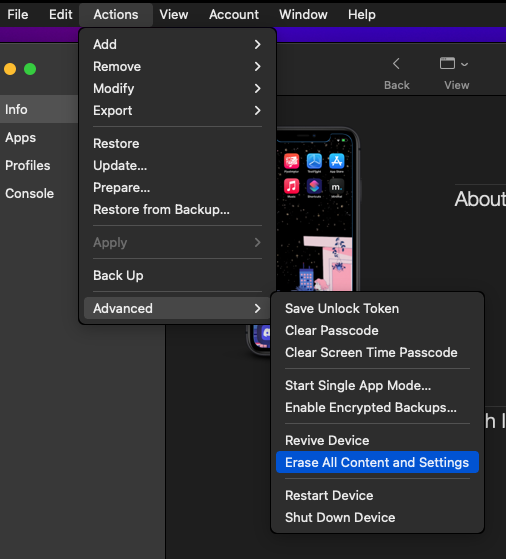 File Edit Actions View Account Window Help
Add
Remove
Modify
Export
Restore
Update...
Prepare...
Restore from Backup...
Apply
Back Up
Advanced
Back
View
Info
Apps
Profiles
Console
About
Save Unlock Token
Clear Passcode
Clear Screen Time Passcode
Start Single App Mode...
Enable Encrypted Backups...
Revive Device
Erase All Content and Settings
Restart Device
Shut Down Device